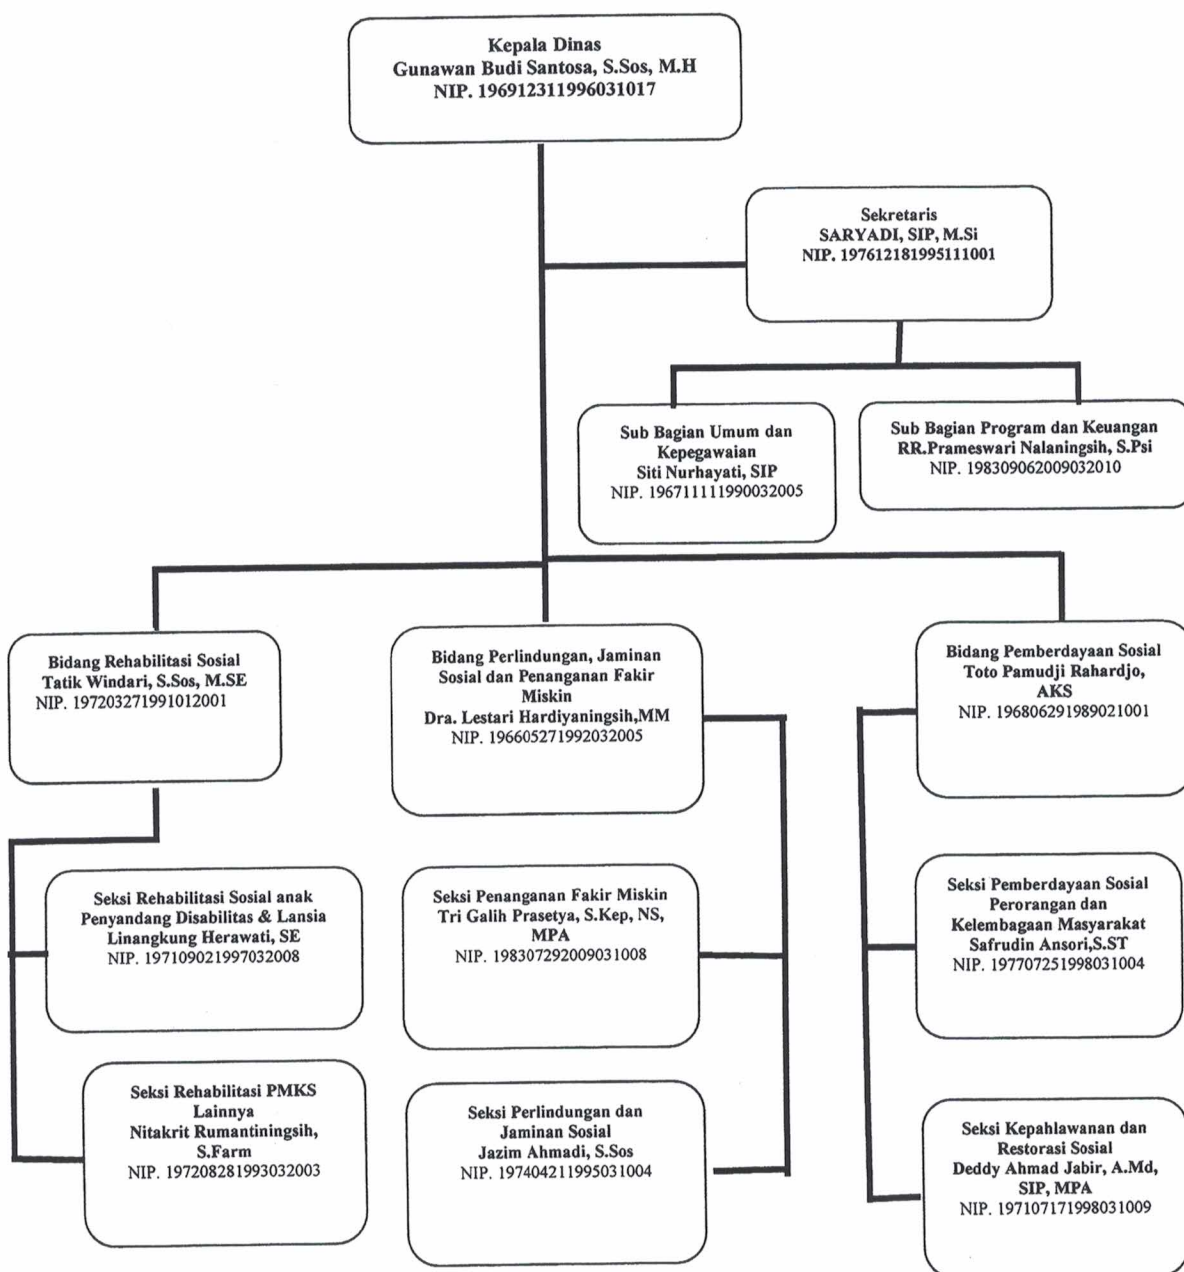 Kepala Dinas
Gunawan Budi Santosa, S.Sos, M.H
NIP. 196912311996031017
Sekretaris
SARYADI, SIP, M.Si
NIP. 197612181995111001
Sub Bagian Umum dan
Kepegawaian
Siti Nurhayati, SIP
NIP. 196711111990032005
Sub Bagian Program dan Keuangan
RR.Prameswari Nalaningsih, S.Psi
NIP. 198309062009032010
Bidang Rehabilitasi Sosial
Tatik Windari, S.Sos, M.SE
NIP. 197203271991012001
Bidang Perlindungan, Jaminan
Sosial dan Penanganan Fakir
Miskin
Dra. Lestari Hardiyaningsih,MM
NIP. 196605271992032005
Bidang Pemberdayaan Sosial
Toto Pamudji Rahardjo,
AKS
NIP. 196806291989021001
Seksi Rehabilitasi Sosial anak
Penyandang Disabilitas & Lansia
Linangkung Herawati, SE
NIP. 197109021997032008
Seksi Penanganan Fakir Miskin
Tri Galih Prasetya, S.Kep, NS,
MPA
NIP. 198307292009031008
Seksi Pemberdayaan Sosial
Perorangan dan
Kelembagaan Masyarakat
Safrudin Ansori,S.ST
NIP. 197707251998031004
Seksi Rehabilitasi PMKS
Lainnya
Nitakrit Rumantiningsih,
S.Farm
NIP. 197208281993032003
Seksi Perlindungan dan
Jaminan Sosial
Jazim Ahmadi, S.Sos
NIP. 197404211995031004
Seksi Kepahlawanan dan
Restorasi Sosial
Deddy Ahmad Jabir, A.Md,
SIP, MPA
NIP. 197107171998031009